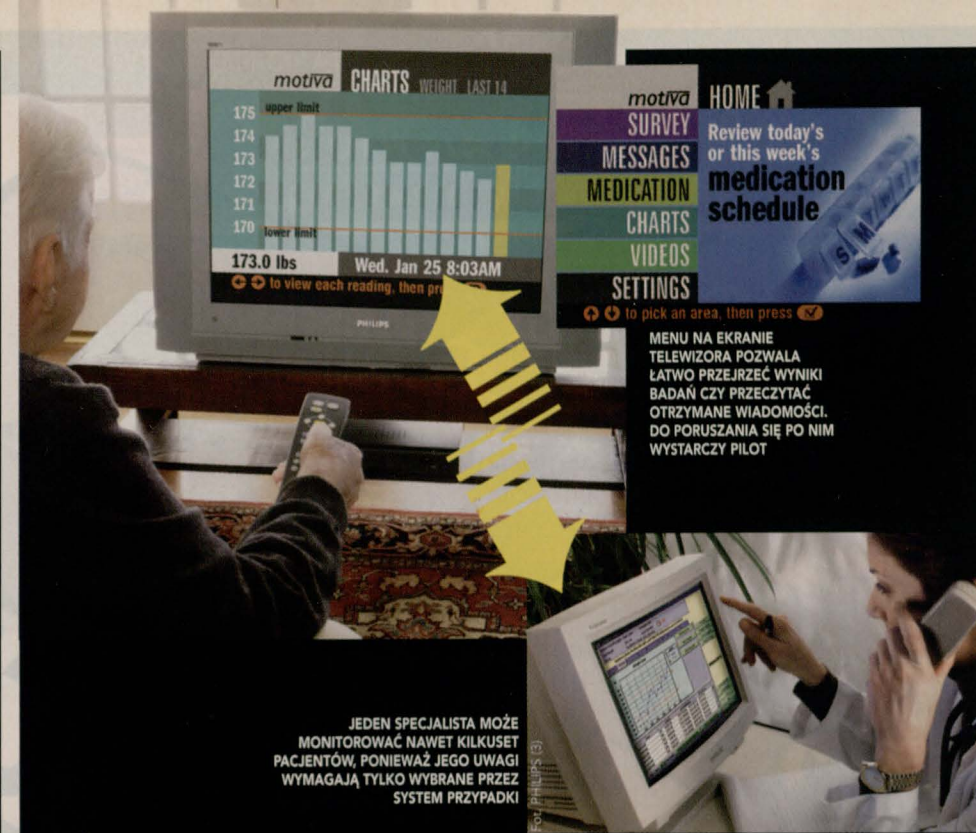 motiva CHARTS WEIGHT LAST 14
upper limit
175
174
173
172
171
170
lower limit
173.0 lbs
Wed. Jan 25 8:03AM
to view each reading, then
PHILIPS
motiva HOME
SURVEY
MESSAGES
MEDICATION
CHARTS
VIDEOS
SETTINGS
Review today's
or this week's
medication
schedule
S M
to pick an area, then press
MENU NA EKRANIE
TELEWIZORA POZWALA
ŁATWO PRZEJRZEĆ WYNIKI
BADAŃ CZY PRZECZYTAĆ
OTRZYMANE WIADOMOŚCI.
DO PORUSZANIA SIĘ PO NIM
WYSTARCZY PILOT
JEDEN SPECJALISTA MOŻE
MONITOROWAĆ NAWET KILKUSET
PACJENTÓW, PONIEWAŻ JEGO UWAGI
WYMAGAJĄ TYLKO WYBRANE PRZEZ
SYSTEM PRZYPADKI
Fot. PHILIPS (3)